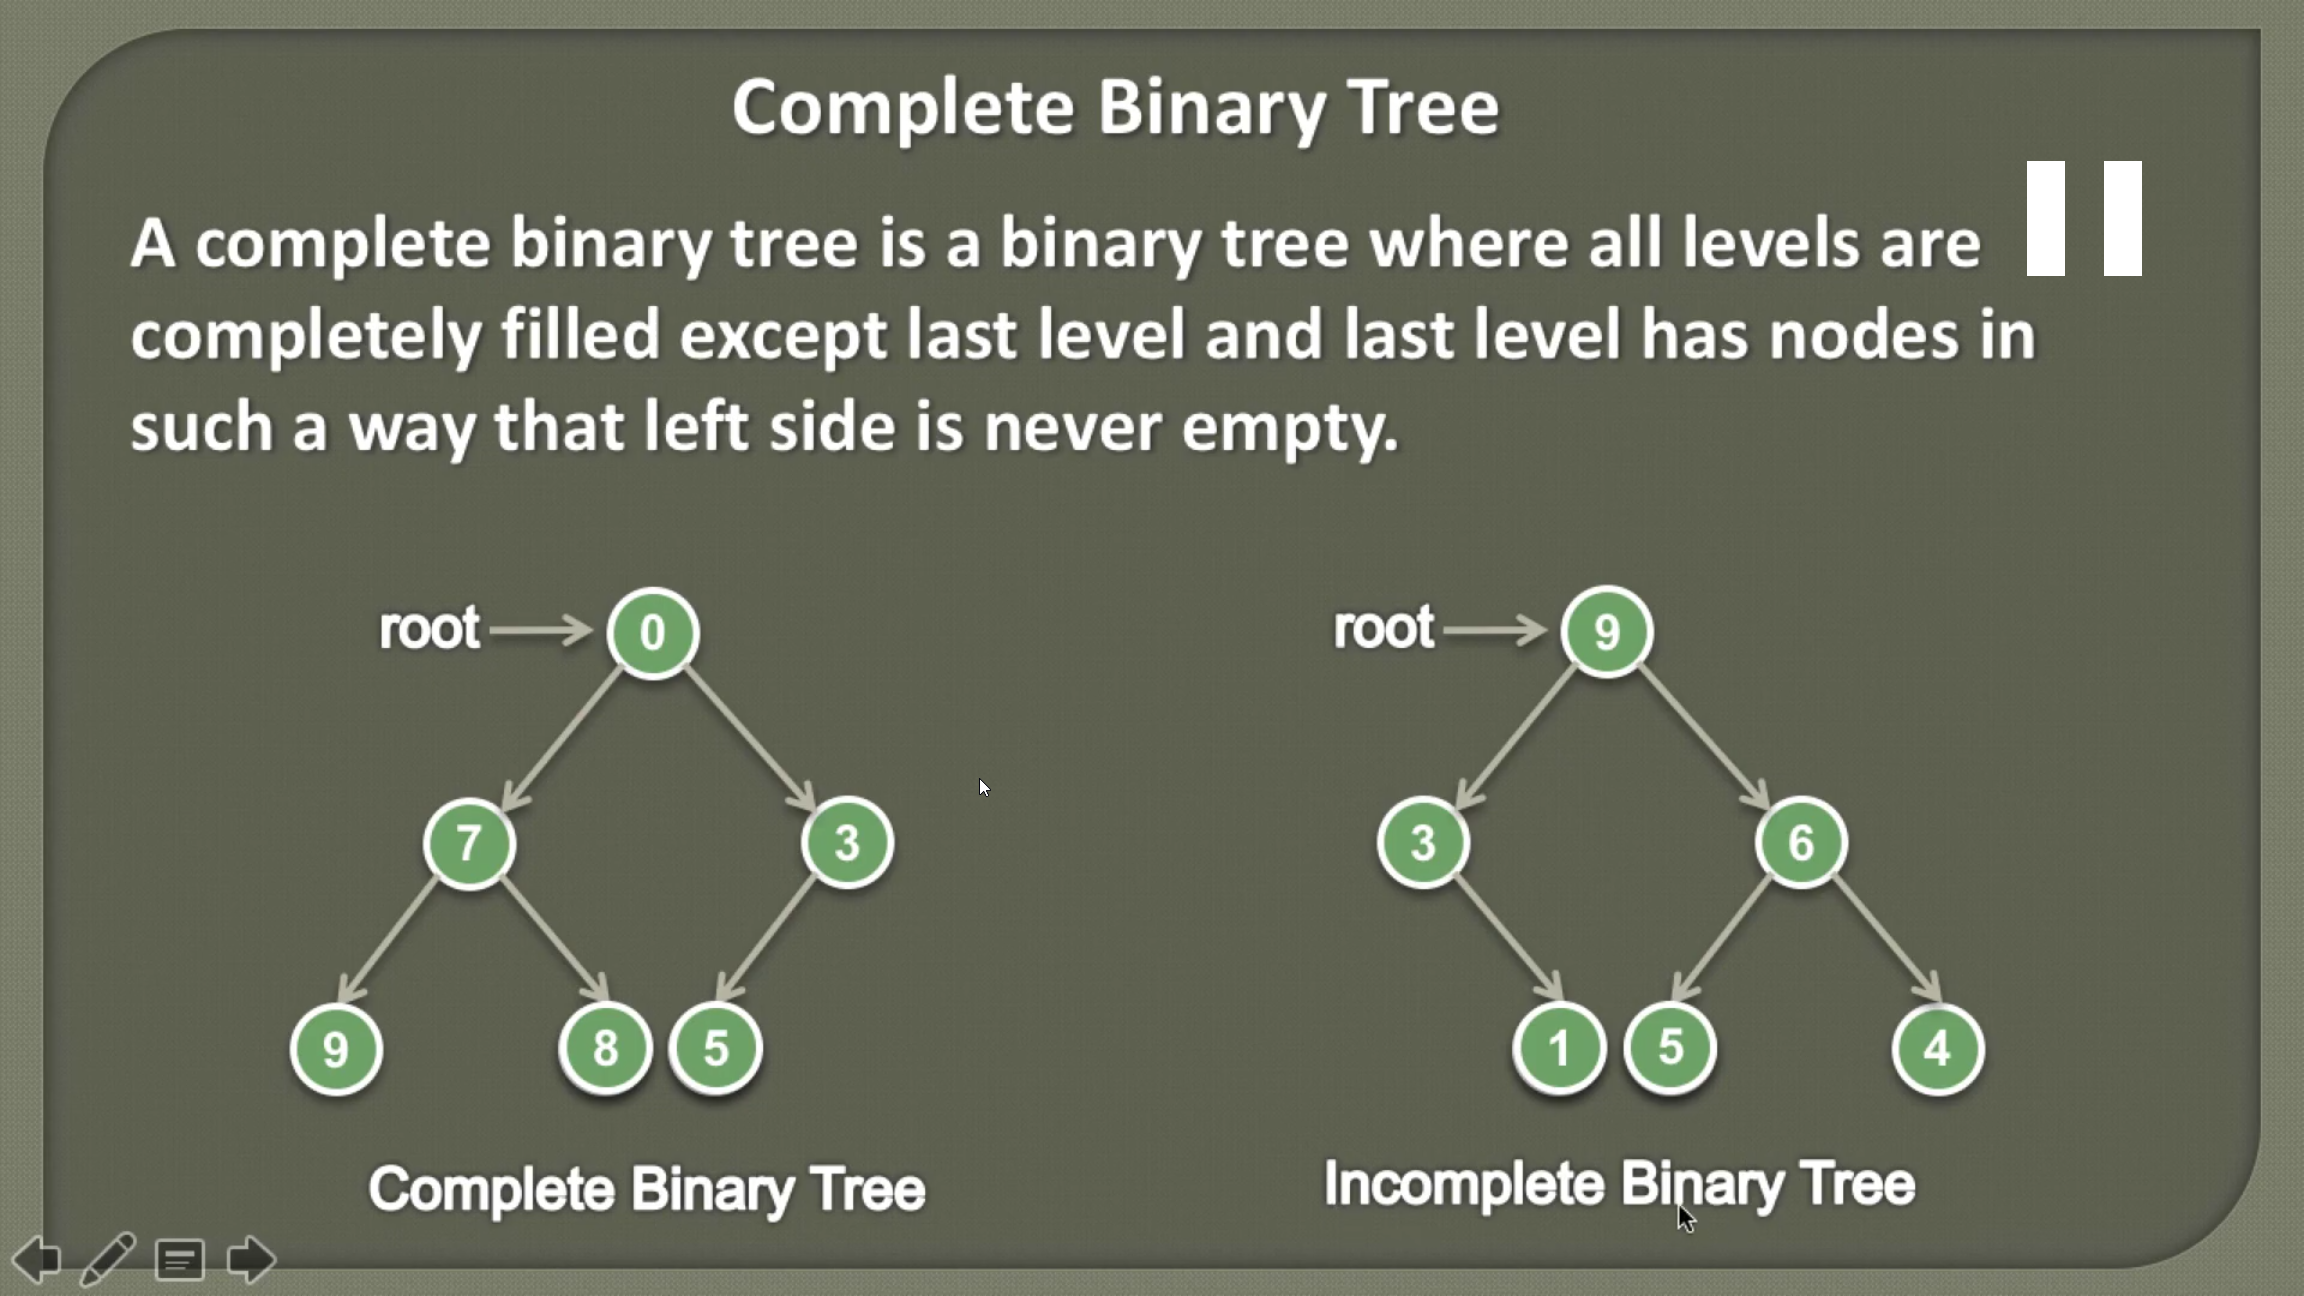 Complete Binary Tree
A complete binary tree is a binary tree where all levels are
completely filled except last level and last level has nodes in
such a way that left side is never empty.
root 0
7 3
9 8 5
Complete Binary Tree
root 9
3 6
1 5 4
Incomplete Binary Tree